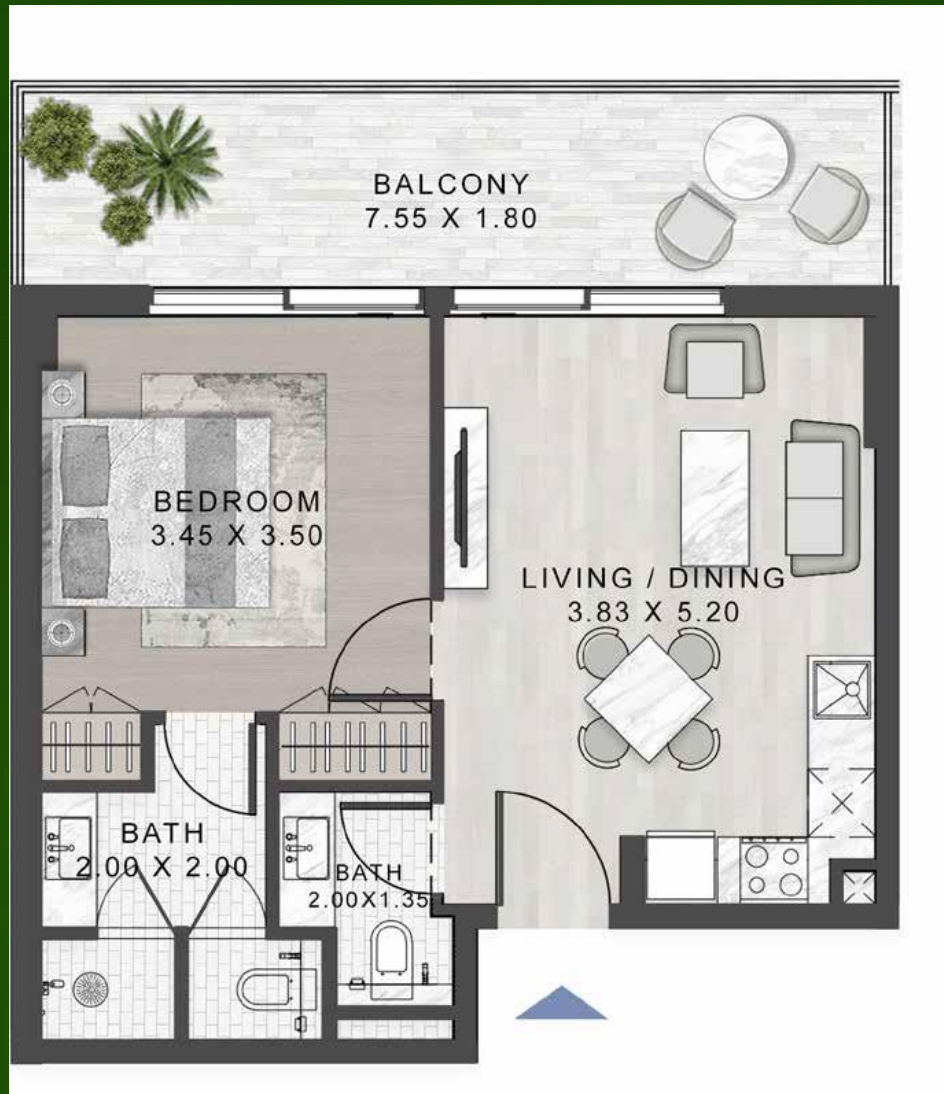 BALCONY
7.55 X 1.80
BEDROOM
3.45 X 3.50
LIVING / DINING
3.83 X 5.20
BATH
2.00 X 2.00
BATH
2.00X1.35